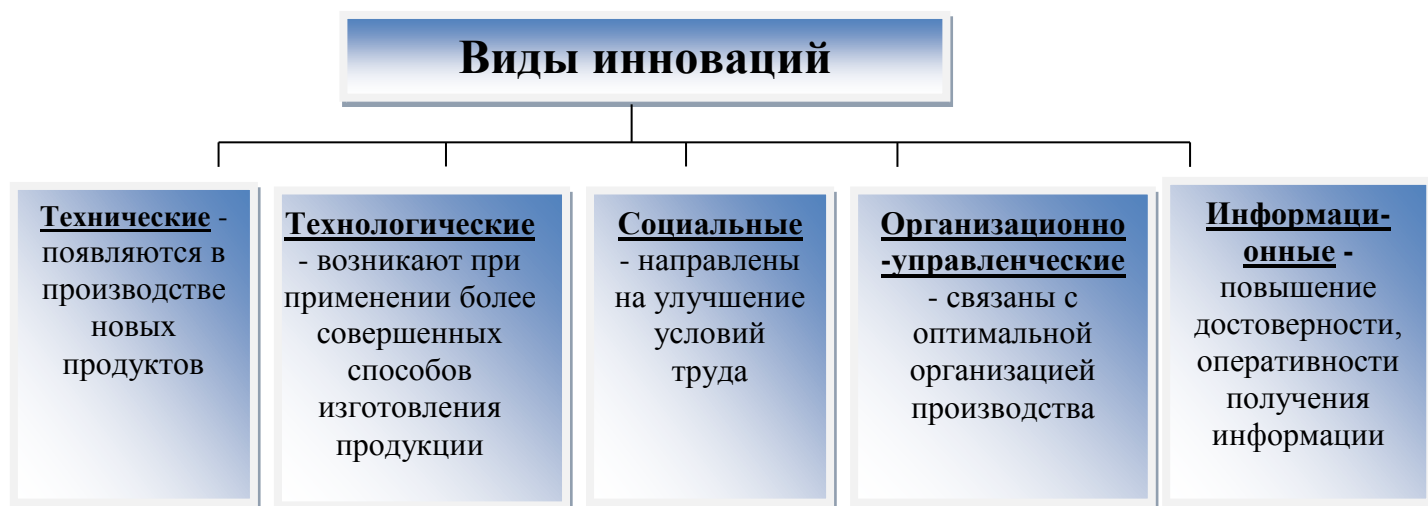 Виды инноваций
Технические -
появляются в
производстве
новых
продуктов
Технологические
- возникают при
применении более
совершенных
способов
изготовления
продукции
Социальные
- направлены
на улучшение
условий
труда
Организационно
-управленческие
- связаны с
оптимальной
организацией
производства
Информаци-
онные -
повышение
достоверности,
оперативности
получения
информации